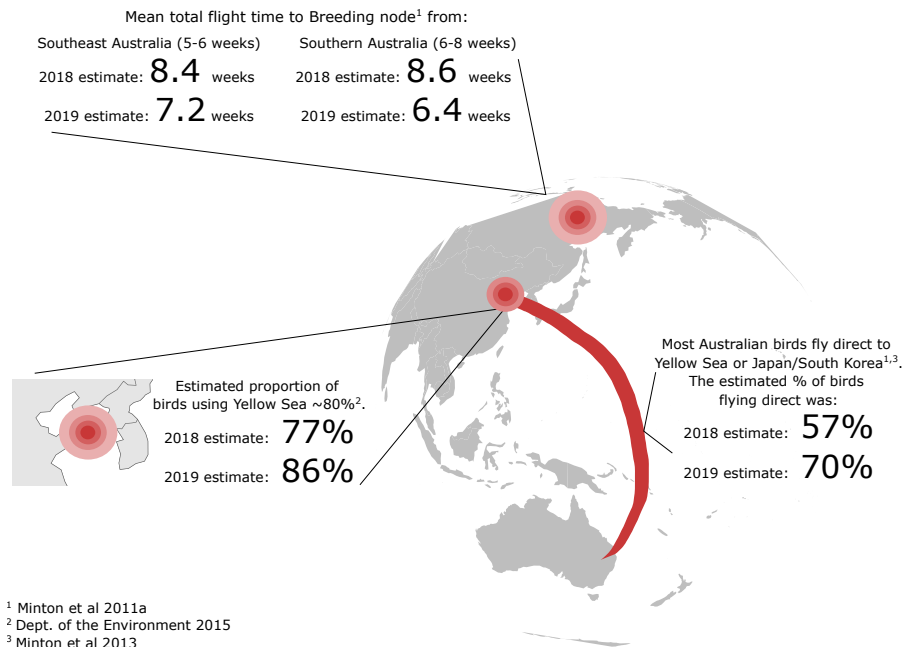 Mean total flight time to Breeding node¹ from:
Southeast Australia (5-6 weeks)
2018 estimate: 8.4 weeks
2019 estimate: 7.2 weeks
Southern Australia (6-8 weeks)
2018 estimate: 8.6 weeks
2019 estimate: 6.4 weeks
Most Australian birds fly direct to
Yellow Sea or Japan/South Korea¹,³.
The estimated % of birds
flying direct was:
2018 estimate: 57%
2019 estimate: 70%
Estimated proportion of
birds using Yellow Sea ~80%².
2018 estimate: 77%
2019 estimate: 86%
¹ Minton et al 2011a
² Dept. of the Environment 2015
³ Minton et al 2013